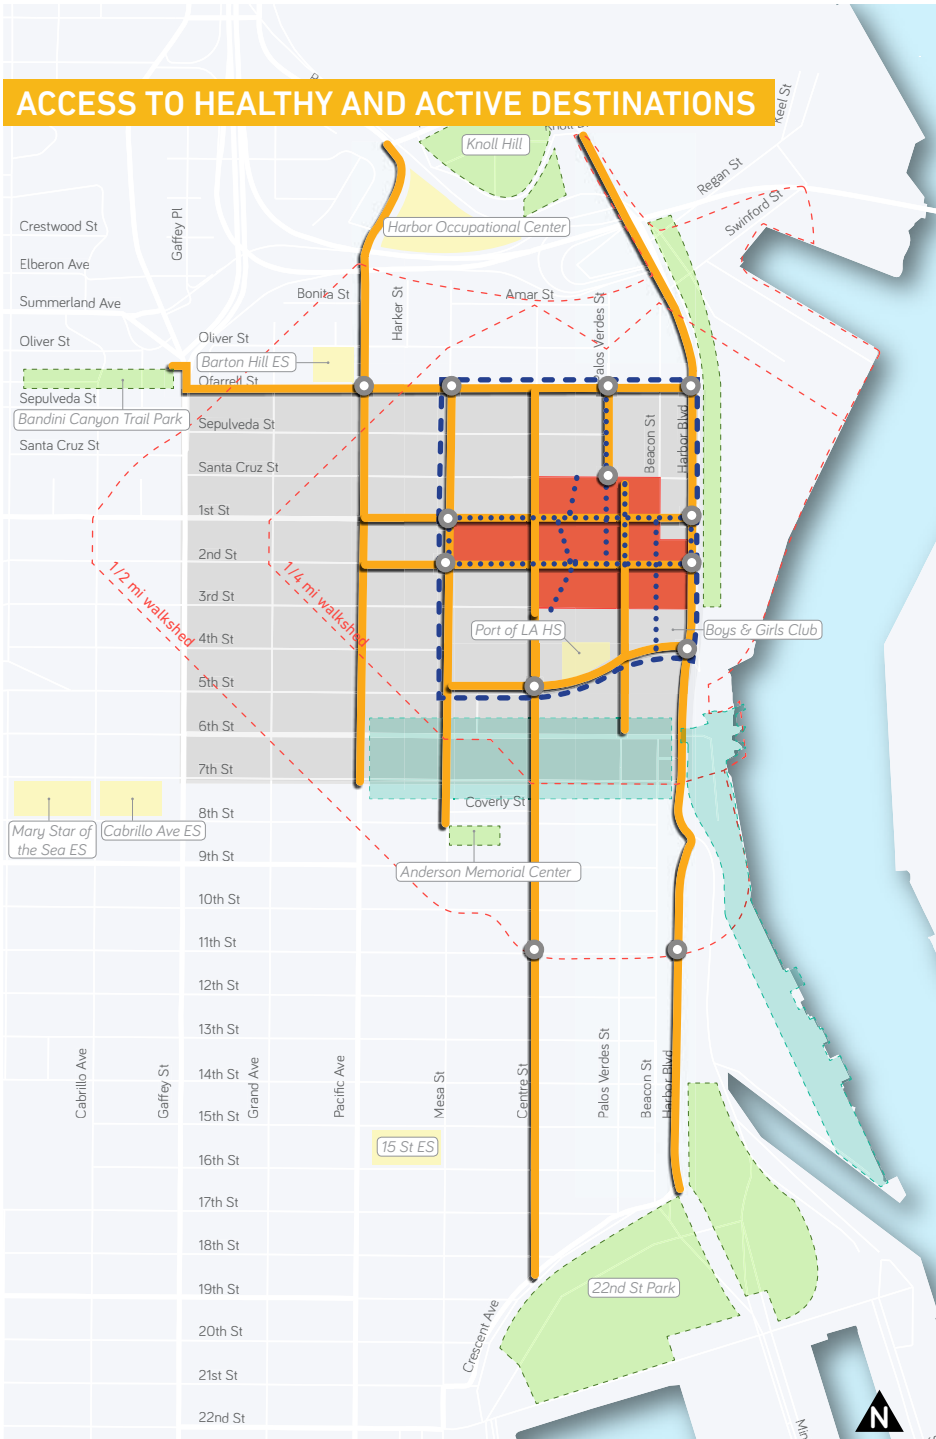 ACCESS TO HEALTHY AND ACTIVE DESTINATIONS
Knoll Hill
Keel St
Regan St
Swinford St
Crestwood St
Gaffey Pl
Harbor Occupational Center
Elberon Ave
Summerland Ave
Bonita St
Harker St
Amar St
Palos Verdes St
Oliver St
Oliver St
Barton Hill ES
Ofarrell St
Sepulveda St
Bandini Canyon Trail Park
Sepulveda St
Santa Cruz St
Santa Cruz St
Beacon St
Harbor Blvd
1st St
2nd St
1/2 mi walkshed
1/4 mi walkshed
3rd St
4th St
Port of LA HS
Boys & Girls Club
5th St
6th St
7th St
Coverly St
8th St
Mary Star of
the Sea ES
Cabrillo Ave ES
9th St
Anderson Memorial Center
10th St
11th St
12th St
13th St
14th St
Cabrillo Ave
Gaffey St
Grand Ave
Pacific Ave
Mesa St
Centre St
Palos Verdes St
Beacon St
Harbor Blvd
15th St
15 St ES
16th St
17th St
18th St
19th St
22nd St Park
20th St
Crescent Ave
21st St
22nd St
N